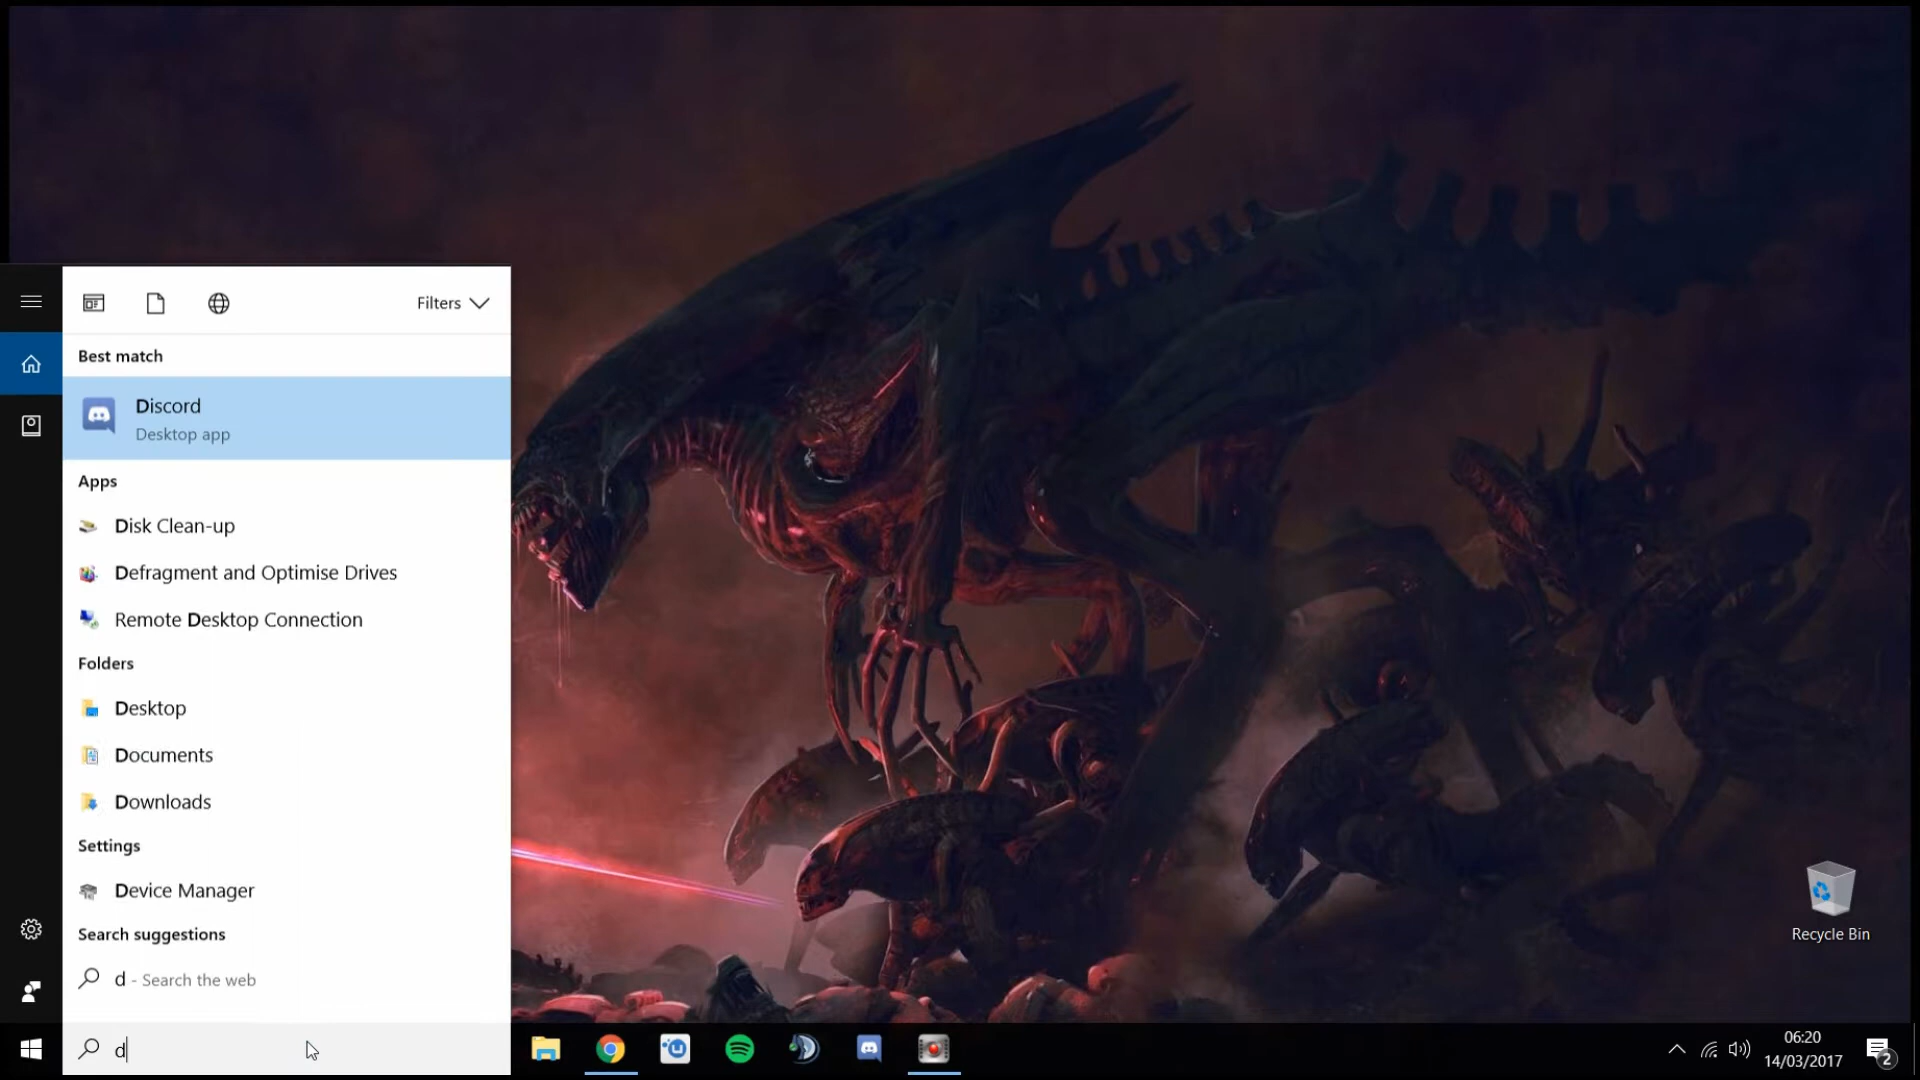 Filters
Best match
Discord
Desktop app
Apps
Disk Clean-up
Defragment and Optimise Drives
Remote Desktop Connection
Folders
Desktop
Documents
Downloads
Settings
Device Manager
Search suggestions
d - Search the web
d
Recycle Bin
06:20
14/03/2017
2